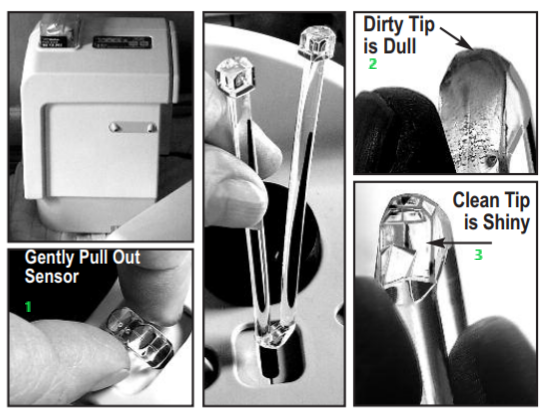 Gently Pull Out
Sensor
1
Dirty Tip
is Dull
2
Clean Tip
is Shiny
3